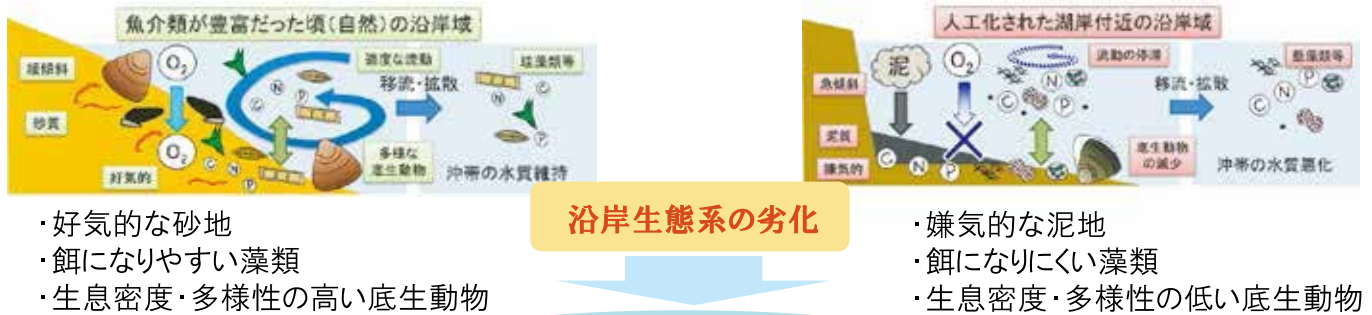 魚介類が豊富だった頃(自然)の沿岸域
緩傾斜
O2
適度な流動
珪藻類等
移流・拡散
砂質
C
N
P
N
C
P
O2
好気的
C
N
P
多様な
底生動物
沖帯の水質維持
・好気的な砂地
・餌になりやすい藻類
・生息密度・多様性の高い底生動物
沿岸生態系の劣化
人工化された湖岸付近の沿岸域
泥
O2
流動の停滞
藍藻類等
急傾斜
C
N
P
移流・拡散
C
N
P
泥質
嫌気的
C
N
P
底生動物
の減少
沖帯の水質悪化
・嫌気的な泥地
・餌になりにくい藻類
・生息密度・多様性の低い底生動物